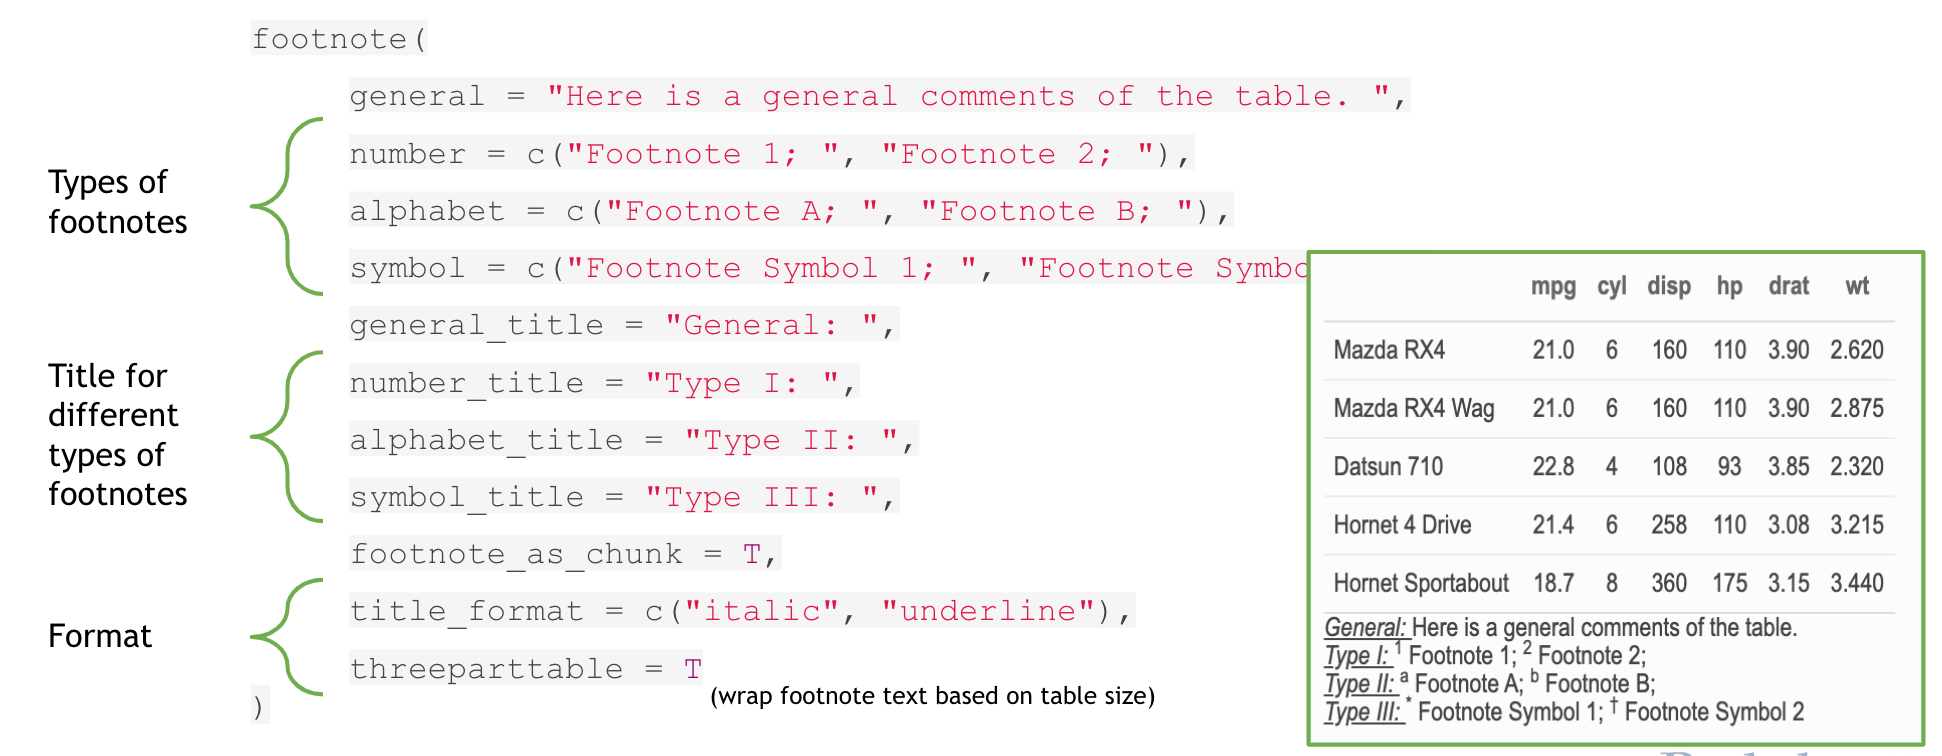 footnote(
general = "Here is a general comments of the table. ",
number = c("Footnote 1; ", "Footnote 2; "),
alphabet = c("Footnote A; ", "Footnote B; "),
symbol = c("Footnote Symbol 1; ", "Footnote
general_title = "General: ",
number_title = "Type I: ",
alphabet_title = "Type II: ",
symbol_title = "Type III: ",
footnote_as_chunk = T,
title_format = c("italic", "underline"),
threeparttable = T
(wrap footnote text based on table size)
)
Types of
footnotes
Title for
different
types of
footnotes
Format
mpg cyl disp hp drat wt
Mazda RX4 21.0 6 160 110 3.90 2.620
Mazda RX4 Wag 21.0 6 160 110 3.90 2.875
Datsun 710 22.8 4 108 93 3.85 2.320
Hornet 4 Drive 21.4 6 258 110 3.08 3.215
Hornet Sportabout 18.7 8 360 175 3.15 3.440
General: Here is a general comments of the table.
Type I: ¹ Footnote 1; ² Footnote 2;
Type II: ᵃ Footnote A; ᵇ Footnote B;
Type III: * Footnote Symbol 1; † Footnote Symbol 2